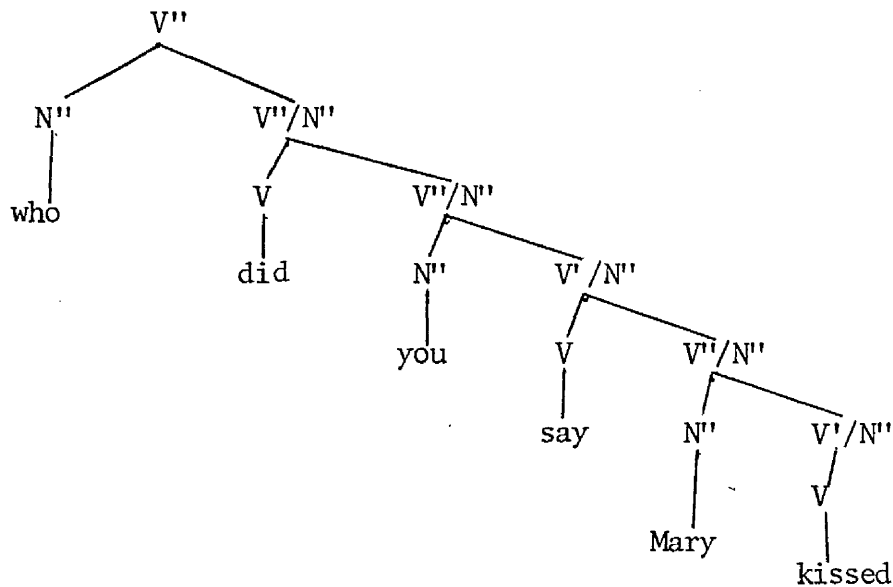 V''
N'' V''/N''
who V V''/N''
did N'' V'/N''
you V V''/N''
say N'' V'/N''
V
Mary
kissed